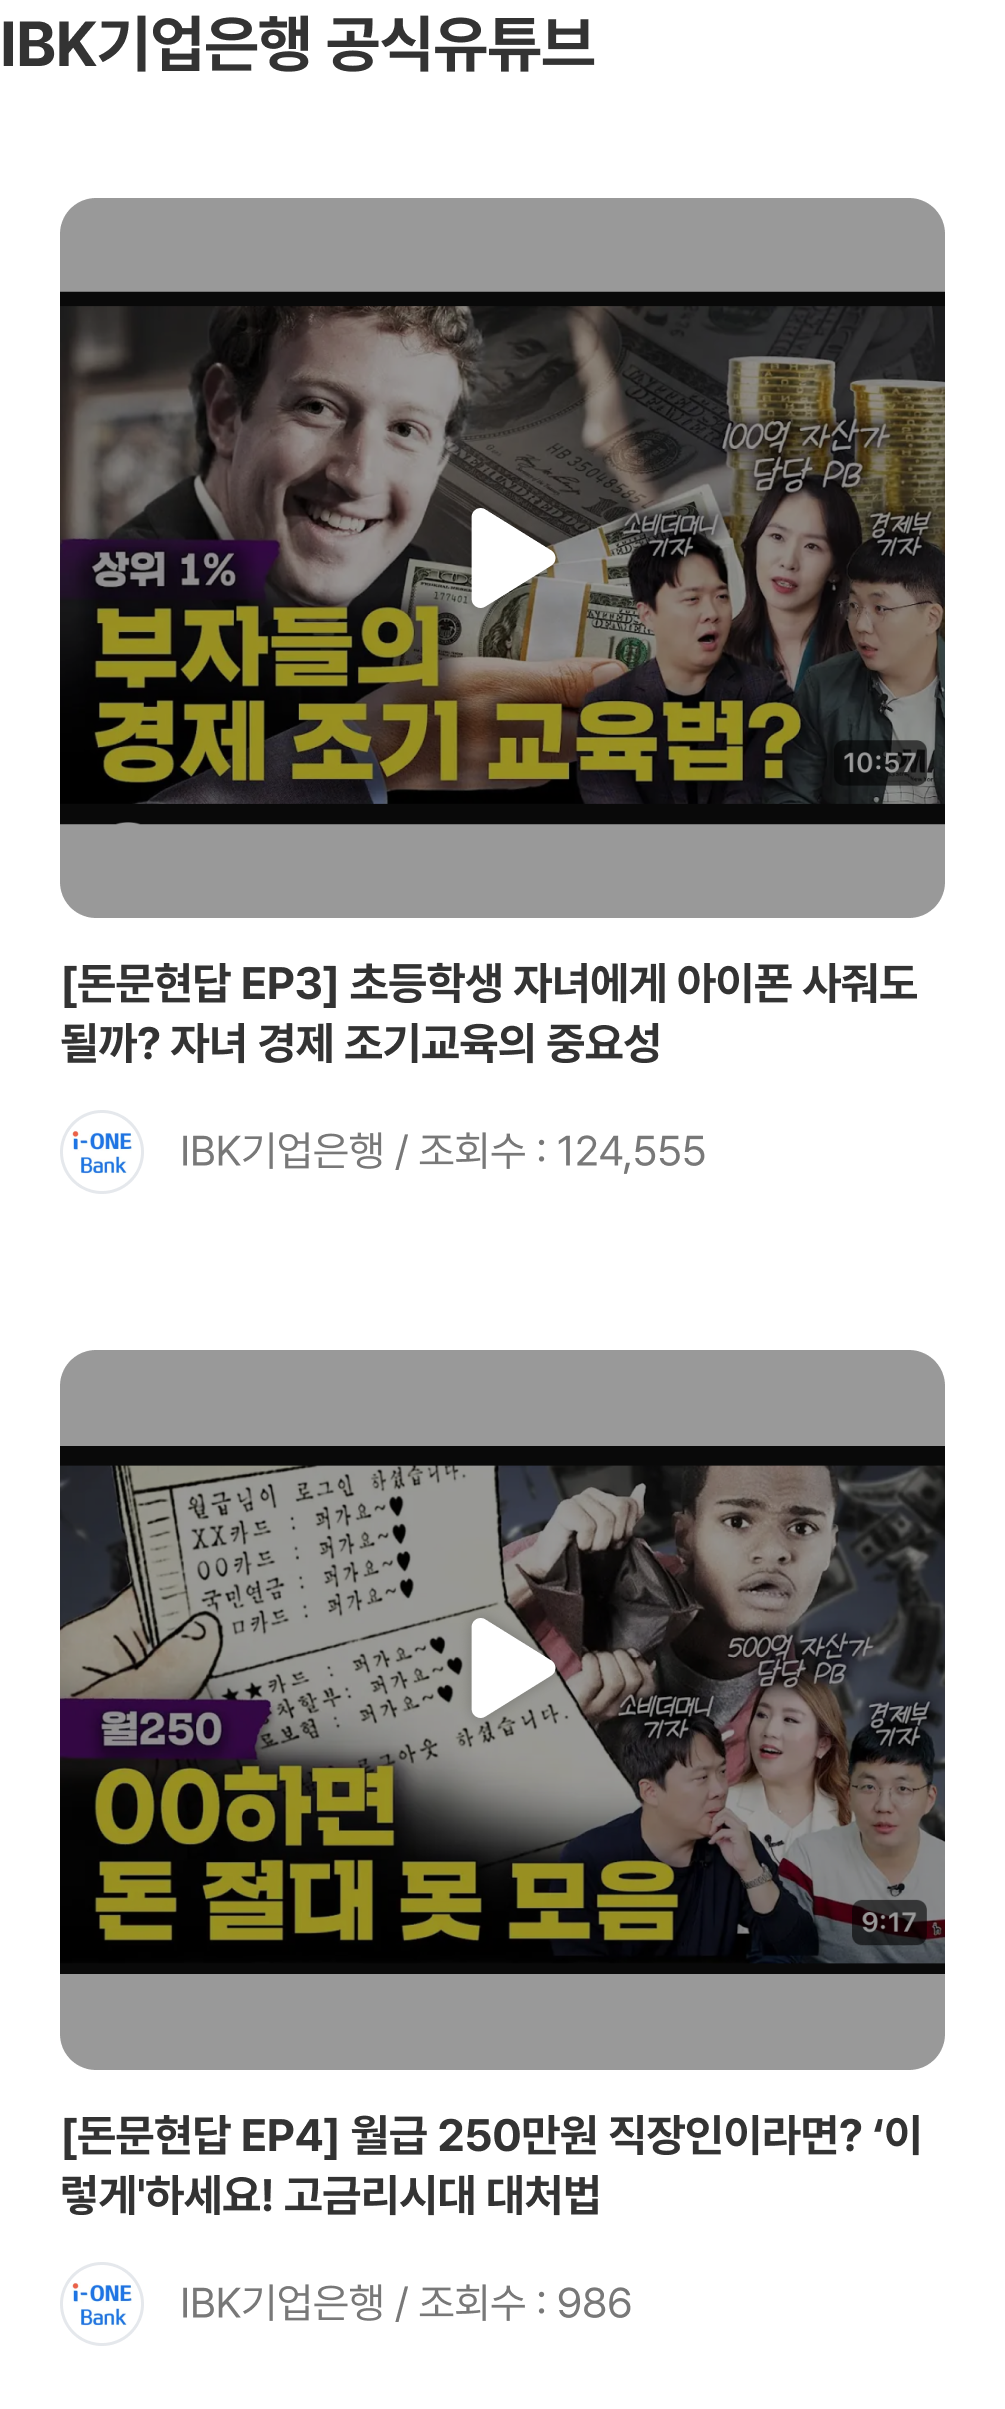 IBK기업은행 공식유튜브
100억 자산가
담당 PB
소비더머니
기자
경제부
기자
HB35048585
177401
상위 1%
부자들의
경제 조기 교육법?
10:57
[돈문현답 EP3] 초등학생 자녀에게 아이폰 사줘도
될까? 자녀 경제 조기교육의 중요성
i-ONE
Bank
IBK기업은행 / 조회수 : 124,555
월급님이 로그인 하셨습니다.
XX카드 : 퍼가요~♥
OO카드 : 퍼가요~♥
국민연금 : 퍼가요~♥
ㅁ카드 : 퍼가요~♥
★★카드 : 퍼가요~♥
차할부 : 퍼가요~♥
료보험 : 퍼가요~♥
로그아웃 하셨습니다.
500억 자산가
담당 PB
소비더머니
기자
경제부
기자
월250
OO하면
돈 절대 못 모음
9:17
[돈문현답 EP4] 월급 250만원 직장인이라면? ‘이
렇게'하세요! 고금리시대 대처법
i-ONE
Bank
IBK기업은행 / 조회수 : 986